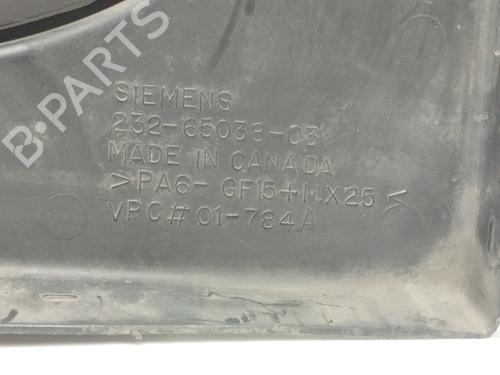 B-PARTS
SIEMENS
232-65038-03
MADE IN CANADA
>PA6- GF15+MX25<
VPC# 01-784A